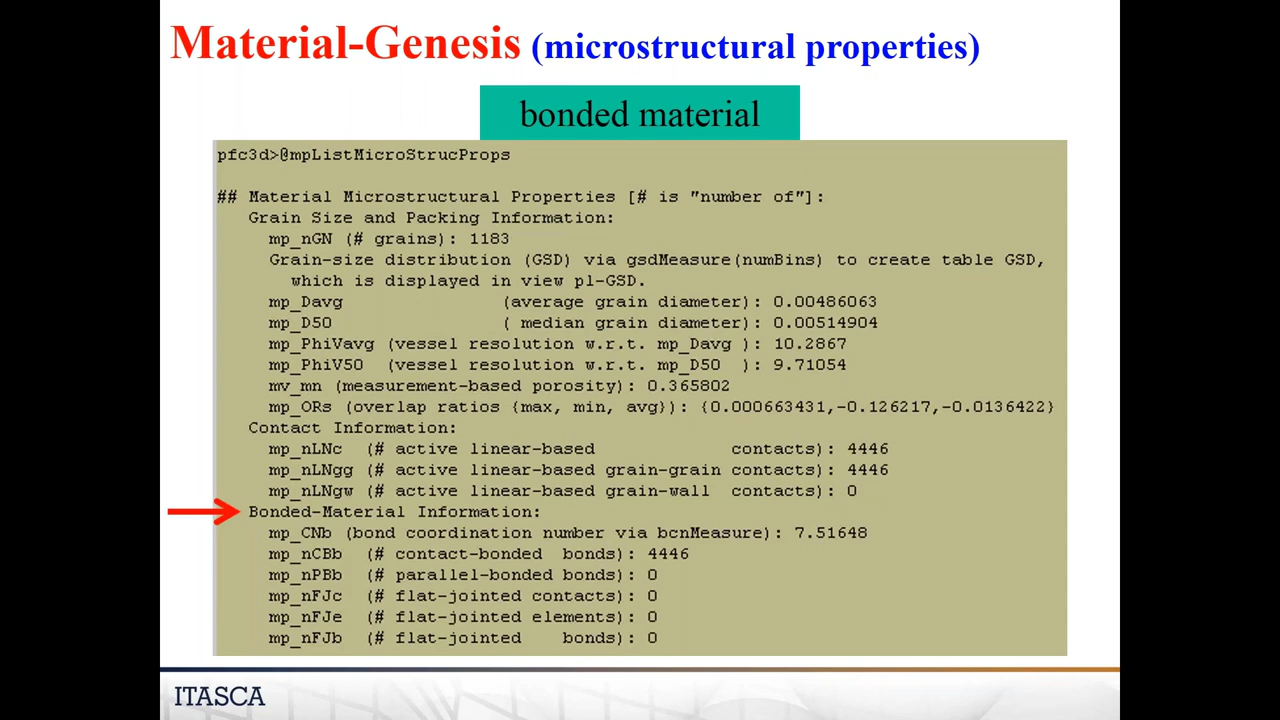 Material-Genesis (microstructural properties)
bonded material
pfc3d>@mpListMicroStrucProps
## Material Microstructural Properties [# is "number of"]:
Grain Size and Packing Information:
mp_nGN (# grains): 1183
Grain-size distribution (GSD) via gsdMeasure(numBins) to create table GSD,
which is displayed in view pl-GSD.
mp_Davg (average grain diameter): 0.00486063
mp_D50 ( median grain diameter): 0.00514904
mp_PhiVavg (vessel resolution w.r.t. mp_Davg ): 10.2867
mp_PhiV50 (vessel resolution w.r.t. mp_D50 ): 9.71054
mv_mn (measurement-based porosity): 0.365802
mp_ORs (overlap ratios {max, min, avg}): {0.000663431,-0.126217,-0.0136422}
Contact Information:
mp_nLNc (# active linear-based contacts): 4446
mp_nLNgg (# active linear-based grain-grain contacts): 4446
mp_nLNgw (# active linear-based grain-wall contacts): 0
Bonded-Material Information:
mp_CNb (bond coordination number via bcnMeasure): 7.51648
mp_nCBb (# contact-bonded bonds): 4446
mp_nPBb (# parallel-bonded bonds): 0
mp_nFJc (# flat-jointed contacts): 0
mp_nFJe (# flat-jointed elements): 0
mp_nFJb (# flat-jointed bonds): 0
ITASCA